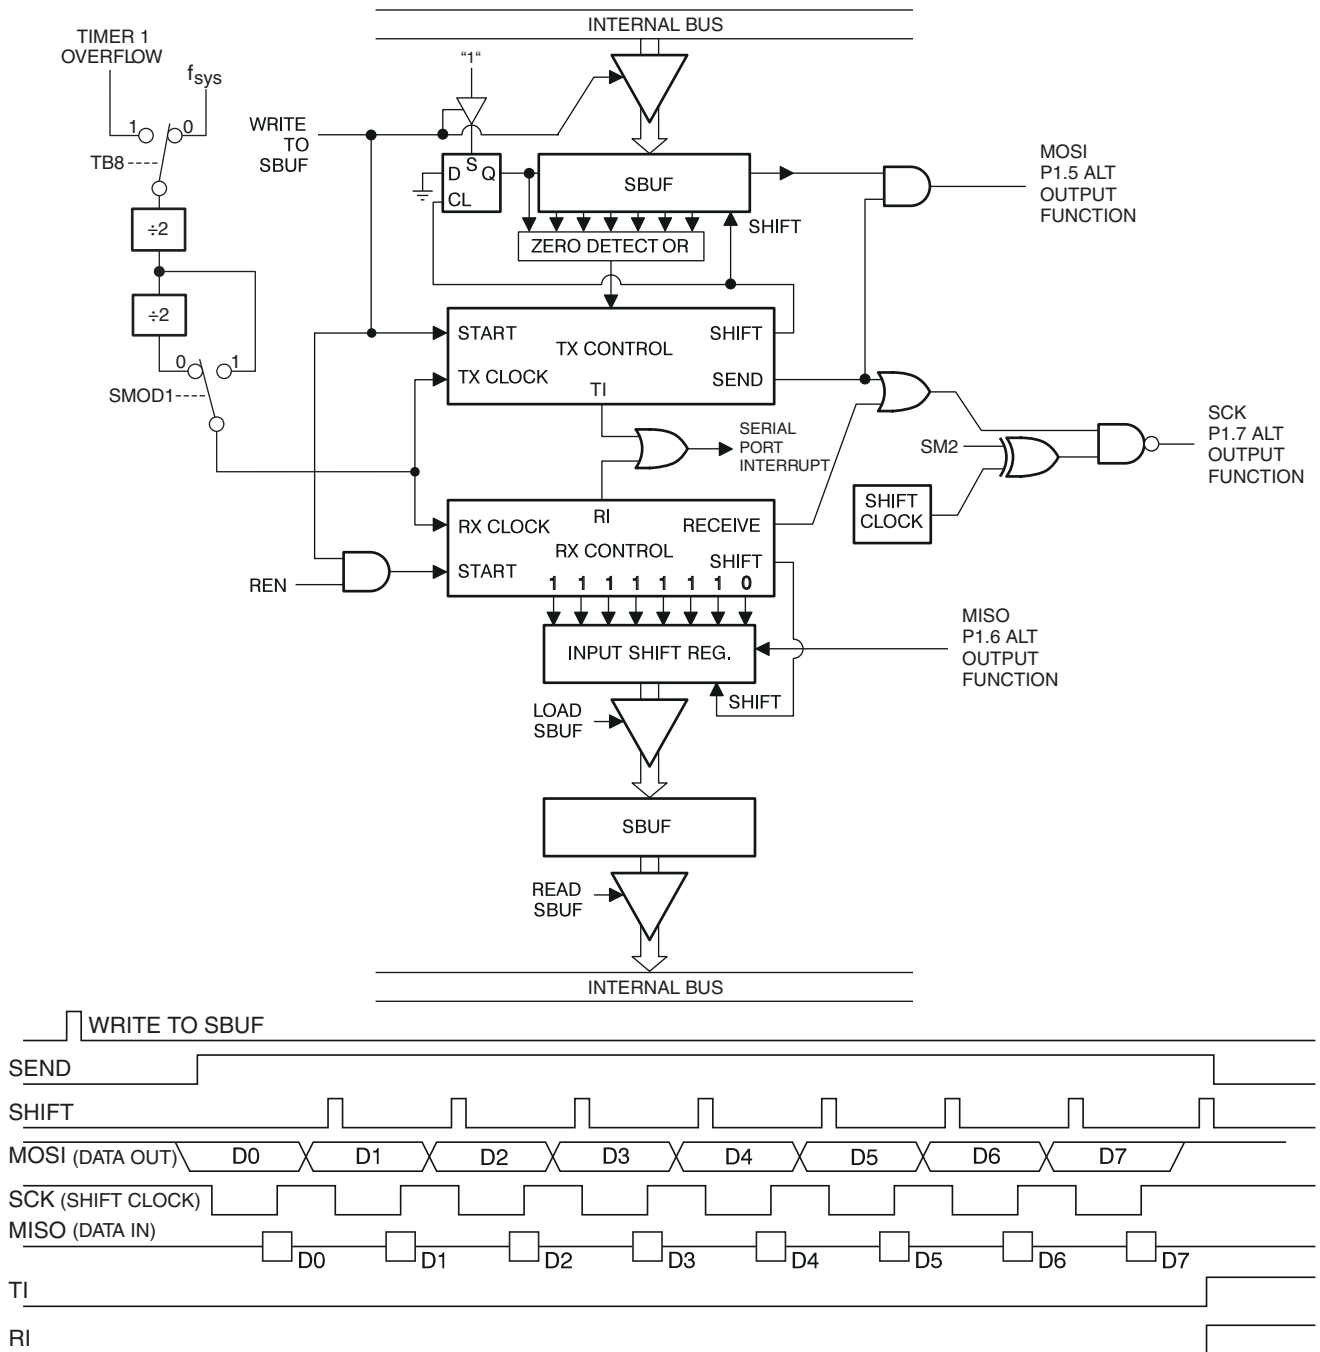 INTERNAL BUS
TIMER 1
OVERFLOW
fsys
"1"
1
0
TB8
WRITE
TO
SBUF
D
S
Q
CL
SBUF
MOSI
P1.5 ALT
OUTPUT
FUNCTION
÷2
SHIFT
ZERO DETECT OR
÷2
START
SHIFT
TX CONTROL
TX CLOCK
SEND
TI
0
1
SMOD1
SERIAL
PORT
INTERRUPT
SM2
SCK
P1.7 ALT
OUTPUT
FUNCTION
SHIFT
CLOCK
RX CLOCK
RI
RECEIVE
RX CONTROL
SHIFT
START
REN
1 1 1 1 1 1 1 0
INPUT SHIFT REG.
MISO
P1.6 ALT
OUTPUT
FUNCTION
SHIFT
LOAD
SBUF
SBUF
READ
SBUF
INTERNAL BUS
WRITE TO SBUF
SEND
SHIFT
MOSI (DATA OUT) D0 D1 D2 D3 D4 D5 D6 D7
SCK (SHIFT CLOCK)
MISO (DATA IN)
D0 D1 D2 D3 D4 D5 D6 D7
TI
RI